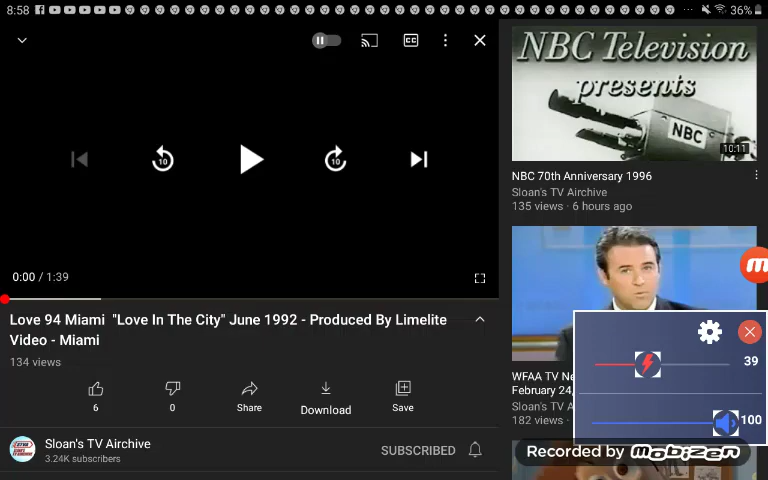 8:58
36%
CC
10
10
0:00 / 1:39
Love 94 Miami "Love In The City" June 1992 - Produced By Limelite
Video - Miami
134 views
6
0
Share
Download
Save
Sloan's TV Airchive
3.24K subscribers
SUBSCRIBED
NBC Television
presents
NBC
10:11
NBC 70th Anniversary 1996
Sloan's TV Airchive
135 views · 6 hours ago
WFAA TV Ne
February 24,
Sloan's TV A
182 views ·
39
100
Recorded by mobizen